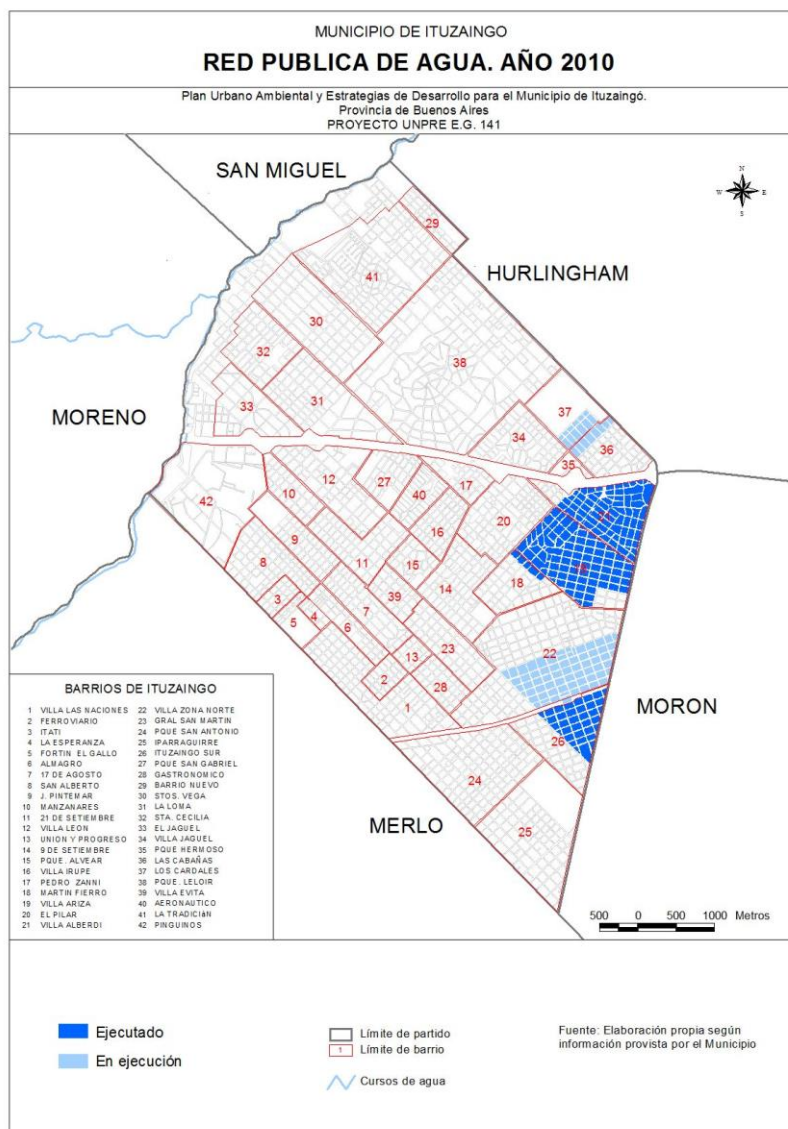 MUNICIPIO DE ITUZAINGO
RED PUBLICA DE AGUA. AÑO 2010
Plan Urbano Ambiental y Estrategias de Desarrollo para el Municipio de Ituzaingó.
Provincia de Buenos Aires
PROYECTO UNPRE E.G. 141
SAN MIGUEL
N
W E
S
29
HURLINGHAM
41
30
38
32
MORENO
31
33
37
34
36
35
12
27
17
42
10
40
20
16
9
11
15
8
18
14
39
3
7
4
5
6
23
22
13
2
28
MORON
1
26
24
MERLO
25
BARRIOS DE ITUZAINGO
1 VILLA LAS NACIONES 22 VILLA ZONA NORTE
2 FERROVIARIO 23 GRAL SAN MARTIN
3 ITATI 24 PQUE SAN ANTONIO
4 LA ESPERANZA 25 IPARRAGUIRRE
5 FORTIN EL GALLO 26 ITUZAINGO SUR
6 ALMAGRO 27 PQUE SAN GABRIEL
7 17 DE AGOSTO 28 GASTRONOMICO
8 SAN ALBERTO 29 BARRIO NUEVO
9 J. PINTEMAR 30 STOS. VEGA
10 MANZANARES 31 LA LOMA
11 21 DE SETIEMBRE 32 STA. CECILIA
12 VILLA LEON 33 EL JAGUEL
13 UNION Y PROGRESO 34 VILLA JAGUEL
14 9 DE SETIEMBRE 35 PQUE HERMOSO
15 PQUE. ALVEAR 36 LAS CABAÑAS
16 VILLA IRUPE 37 LOS CARDALES
17 PEDRO ZANNI 38 PQUE. LELOIR
18 MARTIN FIERRO 39 VILLA EVITA
19 VILLA ARIZA 40 AERONAUTICO
20 EL PILAR 41 LA TRADICIàN
21 VILLA ALBERDI 42 PINGUINOS
500 0 500 1000 Metros
Ejecutado
En ejecución
Límite de partido
1 Límite de barrio
Cursos de agua
Fuente: Elaboración propia según
información provista por el Municipio